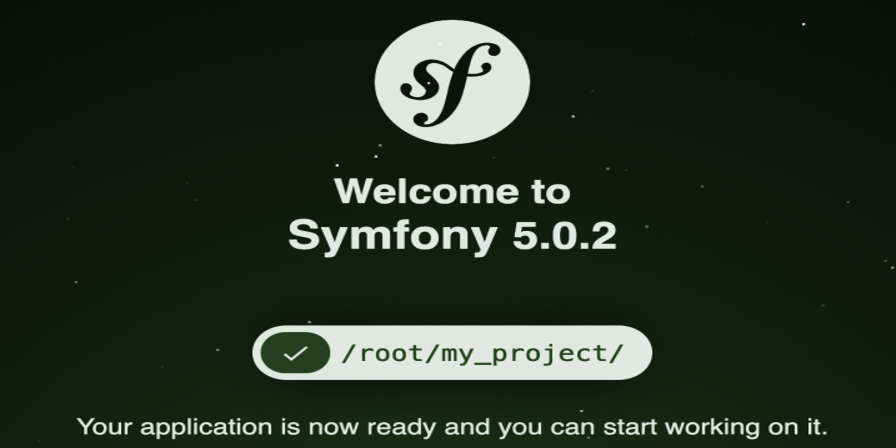 sf
Welcome to
Symfony 5.0.2
/root/my_project/
Your application is now ready and you can start working on it.